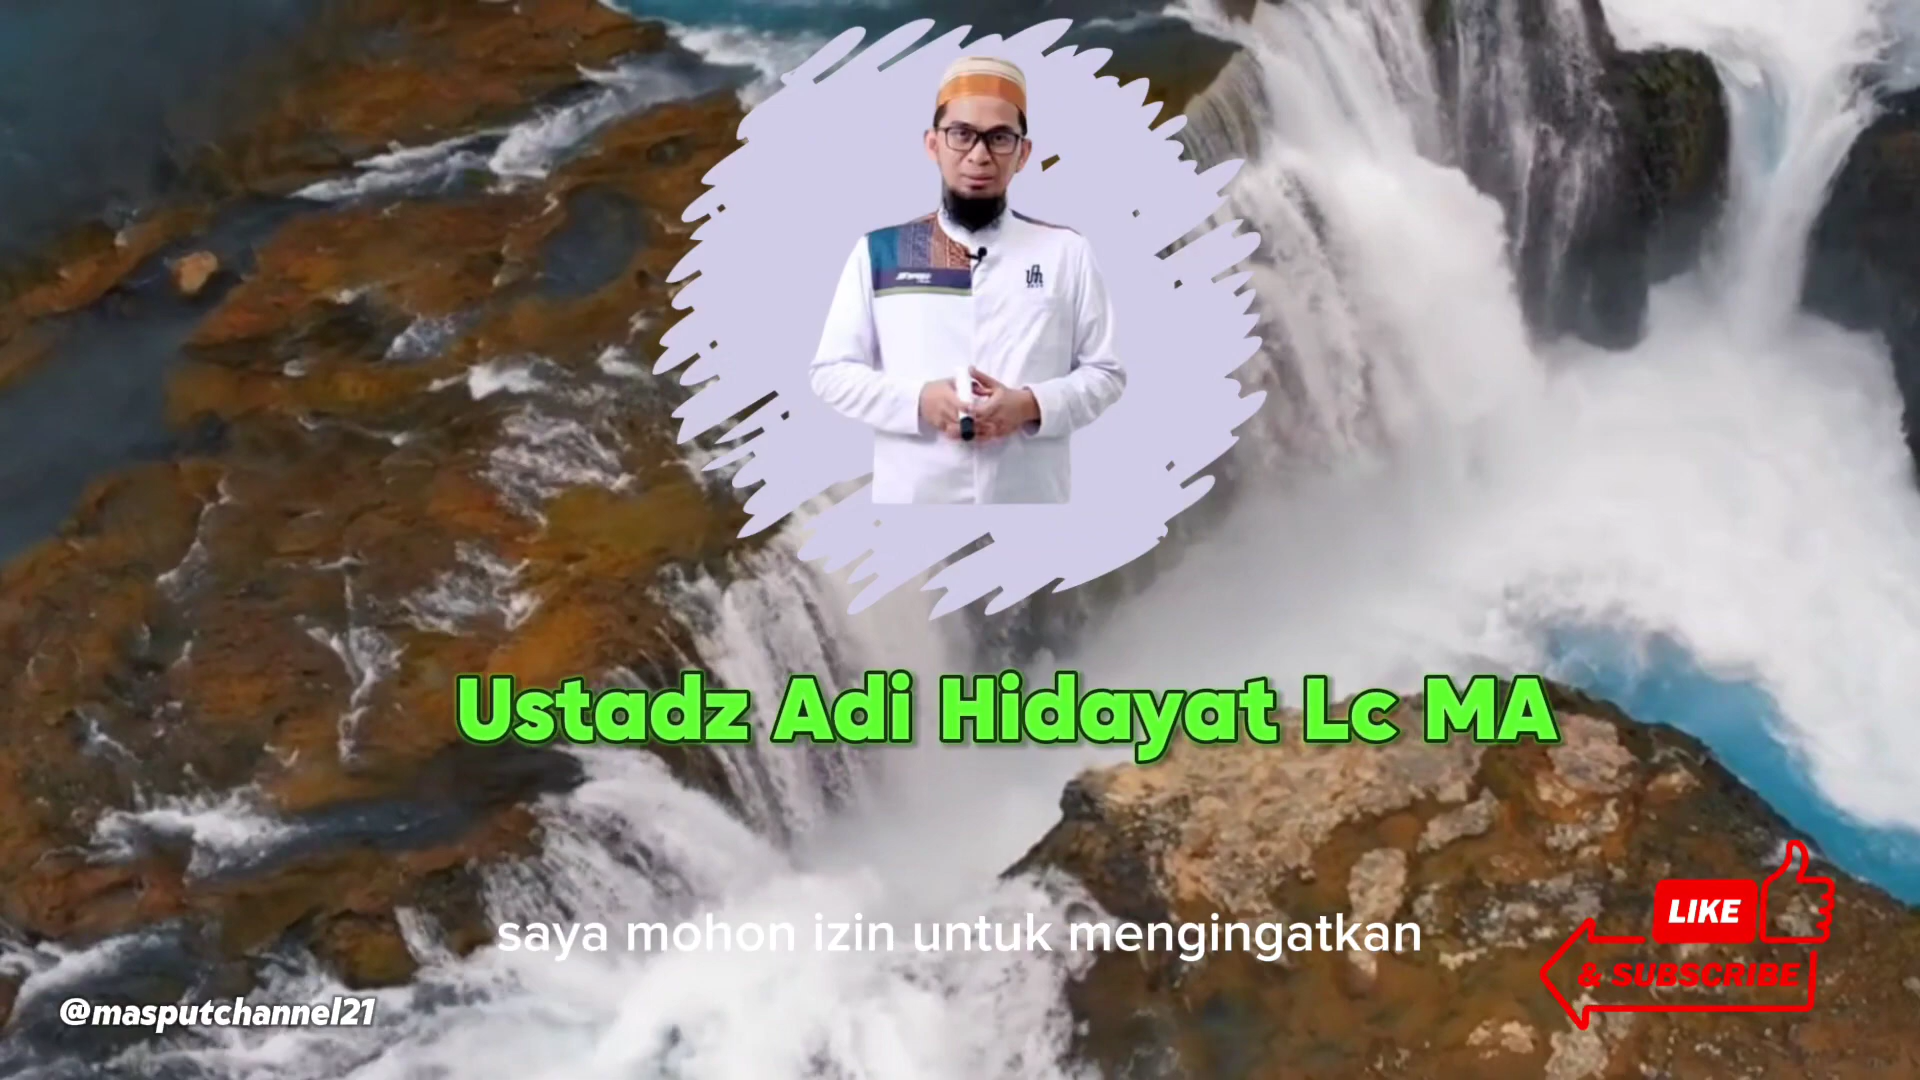 Ustadz Adi Hidayat Lc MA
saya mohon izin untuk mengingatkan
LIKE
& SUBSCRIBE
@masputchannel21